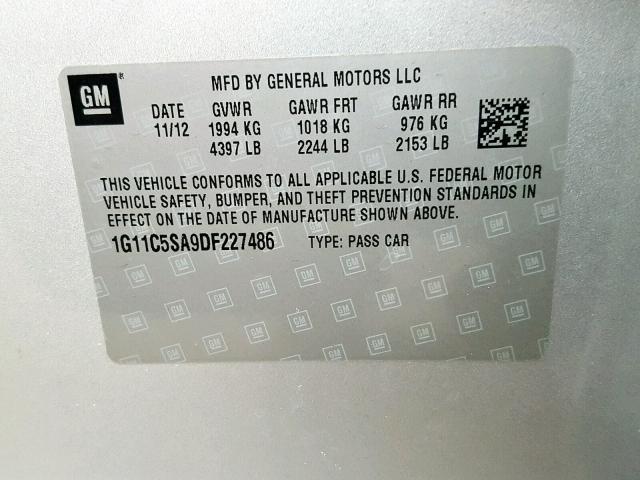 GM
MFD BY GENERAL MOTORS LLC
DATE GVWR GAWR FRT GAWR RR
11/12 1994 KG 1018 KG 976 KG
4397 LB 2244 LB 2153 LB
THIS VEHICLE CONFORMS TO ALL APPLICABLE U.S. FEDERAL MOTOR
VEHICLE SAFETY, BUMPER, AND THEFT PREVENTION STANDARDS IN
EFFECT ON THE DATE OF MANUFACTURE SHOWN ABOVE.
1G11C5SA9DF227486 TYPE: PASS CAR